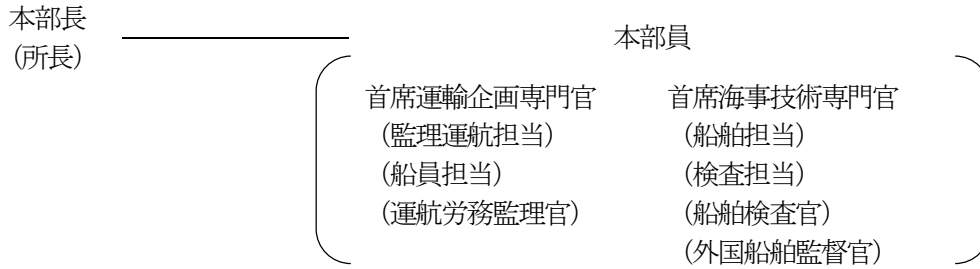 本部長
(所長)
本部員
首席運輸企画専門官
(監理運航担当)
(船員担当)
(運航労務監理官)
首席海事技術専門官
(船舶担当)
(検査担当)
(船舶検査官)
(外国船舶監督官)